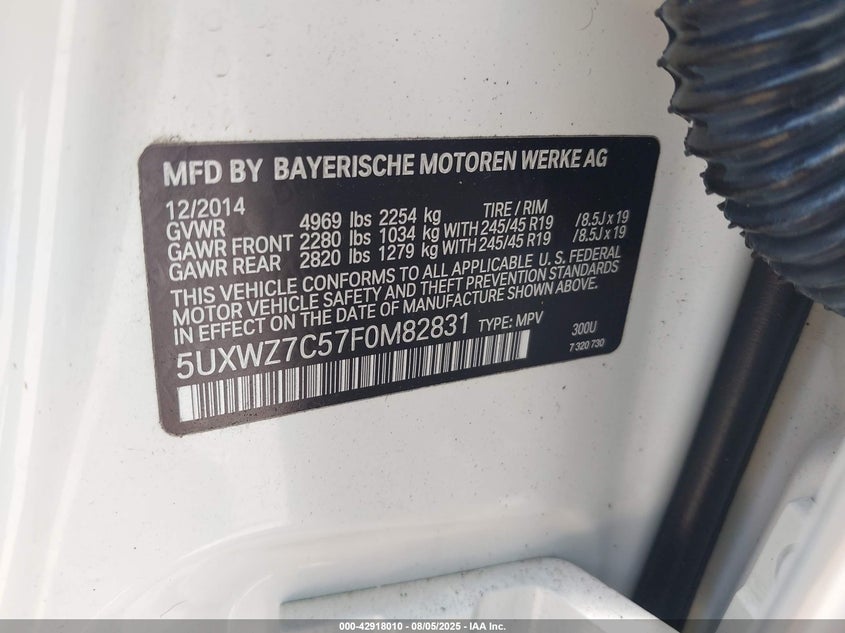 MFD BY BAYERISCHE MOTOREN WERKE AG
12/2014 TIRE / RIM
GVWR 4969 lbs 2254 kg
GAWR FRONT 2280 lbs 1034 kg WITH 245/45 R19 /8.5J x 19
GAWR REAR 2820 lbs 1279 kg WITH 245/45 R19 /8.5J x 19
THIS VEHICLE CONFORMS TO ALL APPLICABLE U. S. FEDERAL
MOTOR VEHICLE SAFETY AND THEFT PREVENTION STANDARDS
IN EFFECT ON THE DATE OF MANUFACTURE SHOWN ABOVE.
5UXWZ7C57F0M82831 TYPE: MPV 300U
7 320 730
000-42918010 - 08/05/2025 - IAA Inc.